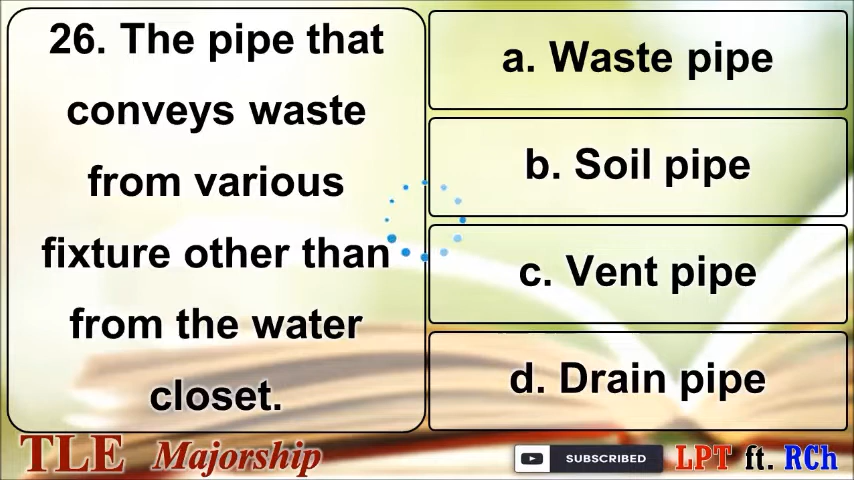 26. The pipe that
conveys waste
from various
fixture other than
from the water
closet.
a. Waste pipe
b. Soil pipe
c. Vent pipe
d. Drain pipe
TLE Majorship
SUBSCRIBED
LPT ft. RCh